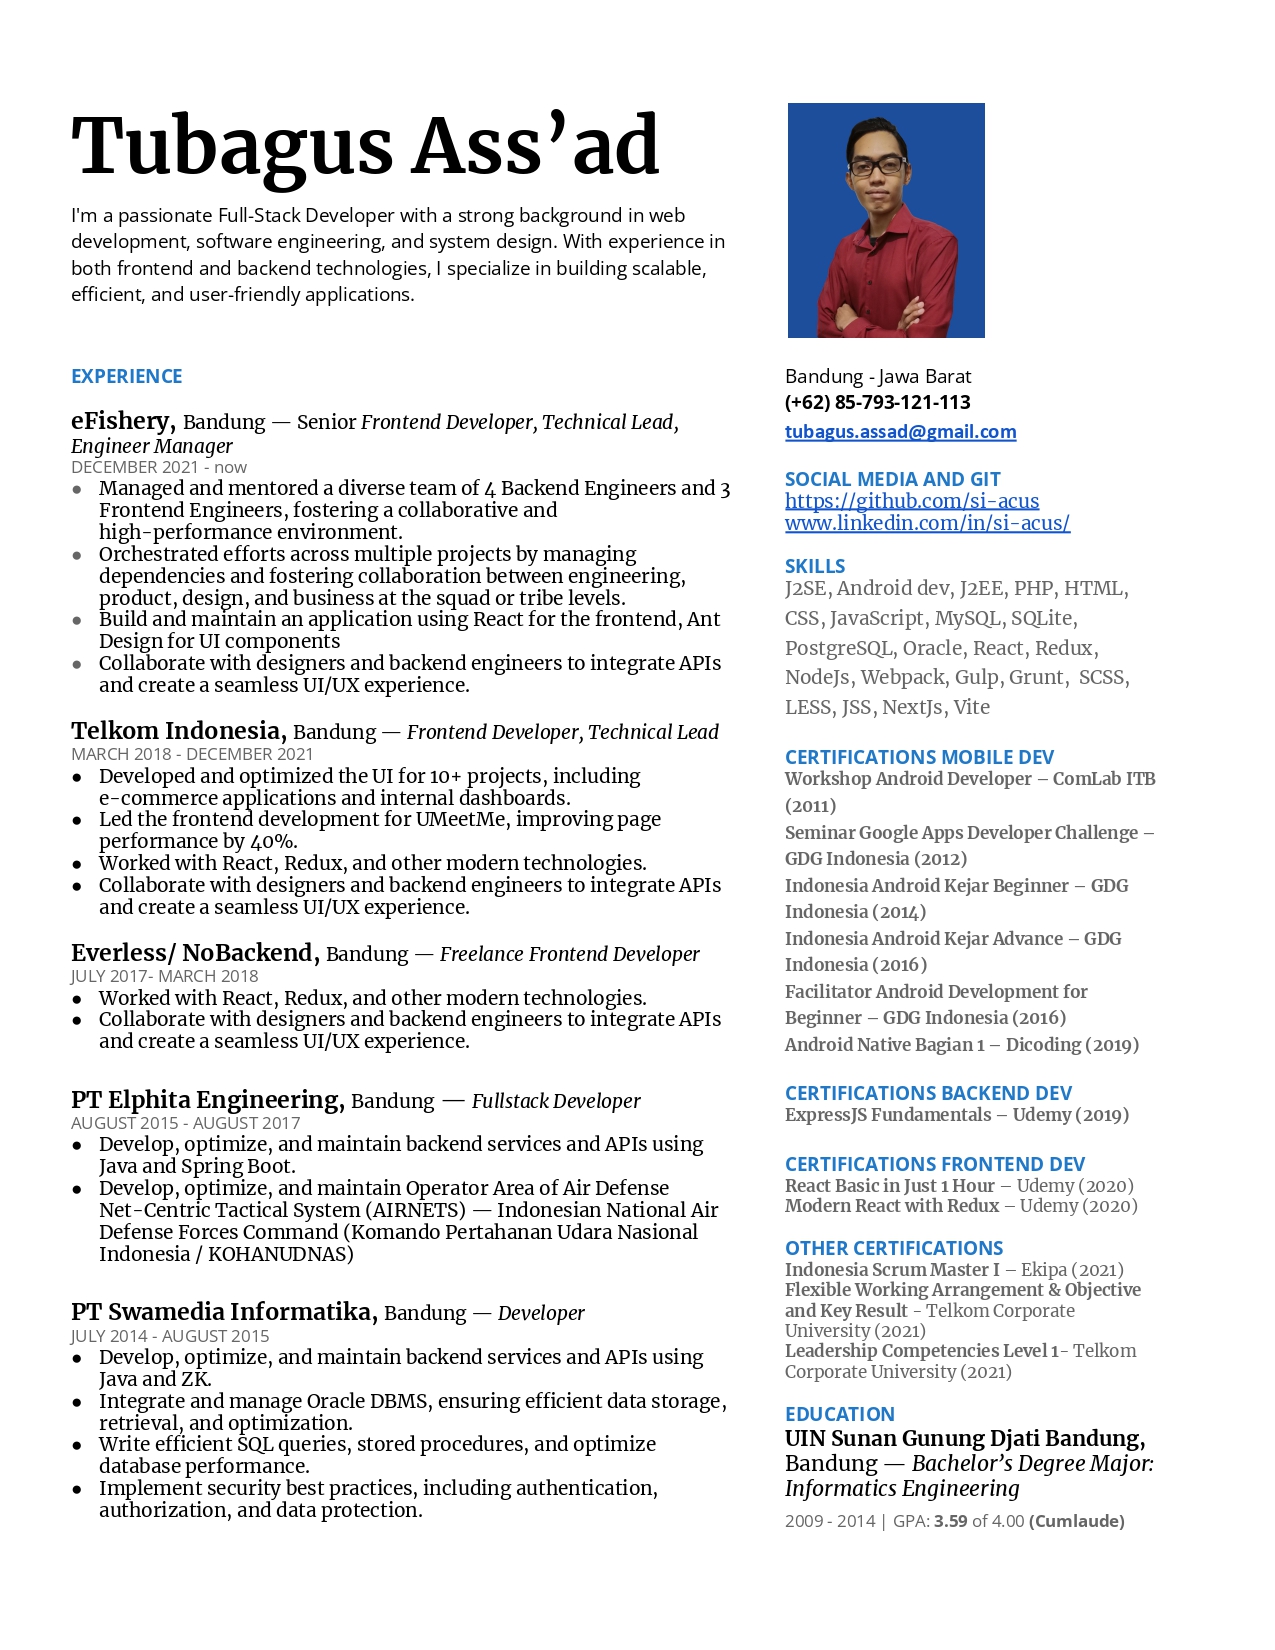 Tubagus Ass’ad
I'm a passionate Full-Stack Developer with a strong background in web
development, software engineering, and system design. With experience in
both frontend and backend technologies, I specialize in building scalable,
efficient, and user-friendly applications.
EXPERIENCE
eFishery, Bandung — Senior Frontend Developer, Technical Lead,
Engineer Manager
DECEMBER 2021 - now
● Managed and mentored a diverse team of 4 Backend Engineers and 3
Frontend Engineers, fostering a collaborative and
high-performance environment.
● Orchestrated efforts across multiple projects by managing
dependencies and fostering collaboration between engineering,
product, design, and business at the squad or tribe levels.
● Build and maintain an application using React for the frontend, Ant
Design for UI components
● Collaborate with designers and backend engineers to integrate APIs
and create a seamless UI/UX experience.
Telkom Indonesia, Bandung — Frontend Developer, Technical Lead
MARCH 2018 - DECEMBER 2021
● Developed and optimized the UI for 10+ projects, including
e-commerce applications and internal dashboards.
● Led the frontend development for UMeetMe, improving page
performance by 40%.
● Worked with React, Redux, and other modern technologies.
● Collaborate with designers and backend engineers to integrate APIs
and create a seamless UI/UX experience.
Everless/ NoBackend, Bandung — Freelance Frontend Developer
JULY 2017- MARCH 2018
● Worked with React, Redux, and other modern technologies.
● Collaborate with designers and backend engineers to integrate APIs
and create a seamless UI/UX experience.
PT Elphita Engineering, Bandung — Fullstack Developer
AUGUST 2015 - AUGUST 2017
● Develop, optimize, and maintain backend services and APIs using
Java and Spring Boot.
● Develop, optimize, and maintain Operator Area of Air Defense
Net-Centric Tactical System (AIRNETS) — Indonesian National Air
Defense Forces Command (Komando Pertahanan Udara Nasional
Indonesia / KOHANUDNAS)
PT Swamedia Informatika, Bandung — Developer
JULY 2014 - AUGUST 2015
● Develop, optimize, and maintain backend services and APIs using
Java and ZK.
● Integrate and manage Oracle DBMS, ensuring efficient data storage,
retrieval, and optimization.
● Write efficient SQL queries, stored procedures, and optimize
database performance.
● Implement security best practices, including authentication,
authorization, and data protection.
Bandung - Jawa Barat
(+62) 85-793-121-113
tubagus.assad@gmail.com
SOCIAL MEDIA AND GIT
https://github.com/si-acus
www.linkedin.com/in/si-acus/
SKILLS
J2SE, Android dev, J2EE, PHP, HTML,
CSS, JavaScript, MySQL, SQLite,
PostgreSQL, Oracle, React, Redux,
NodeJs, Webpack, Gulp, Grunt, SCSS,
LESS, JSS, NextJs, Vite
CERTIFICATIONS MOBILE DEV
Workshop Android Developer – ComLab ITB
(2011)
Seminar Google Apps Developer Challenge –
GDG Indonesia (2012)
Indonesia Android Kejar Beginner – GDG
Indonesia (2014)
Indonesia Android Kejar Advance – GDG
Indonesia (2016)
Facilitator Android Development for
Beginner – GDG Indonesia (2016)
Android Native Bagian 1 – Dicoding (2019)
CERTIFICATIONS BACKEND DEV
ExpressJS Fundamentals – Udemy (2019)
CERTIFICATIONS FRONTEND DEV
React Basic in Just 1 Hour – Udemy (2020)
Modern React with Redux – Udemy (2020)
OTHER CERTIFICATIONS
Indonesia Scrum Master I – Ekipa (2021)
Flexible Working Arrangement & Objective
and Key Result - Telkom Corporate
University (2021)
Leadership Competencies Level 1- Telkom
Corporate University (2021)
EDUCATION
UIN Sunan Gunung Djati Bandung,
Bandung — Bachelor’s Degree Major:
Informatics Engineering
2009 - 2014 | GPA: 3.59 of 4.00 (Cumlaude)